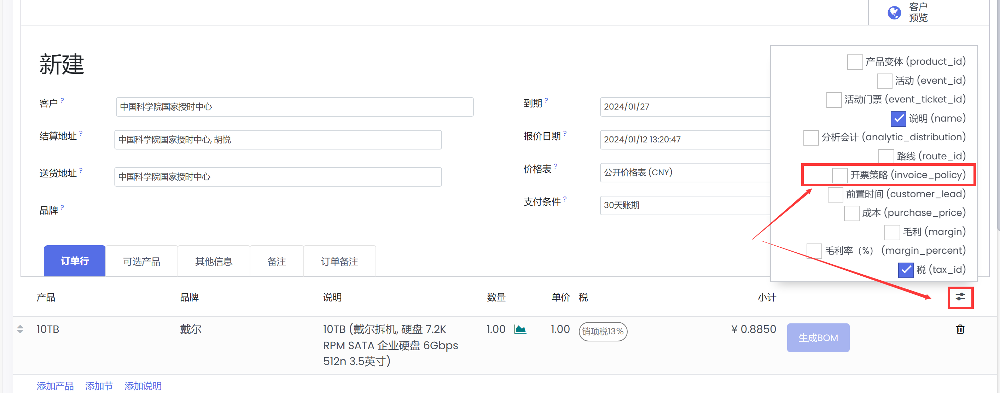 客户
预览
新建
客户 ?
中国科学院国家授时中心
到期 ?
2024/01/27
结算地址 ?
中国科学院国家授时中心, 胡悦
报价日期 ?
2024/01/12 13:20:47
送货地址 ?
中国科学院国家授时中心
价格表 ?
公开价格表 (CNY)
品牌 ?
支付条件 ?
30天账期
产品变体 (product_id)
活动 (event_id)
活动门票 (event_ticket_id)
说明 (name)
分析会计 (analytic_distribution)
路线 (route_id)
开票策略 (invoice_policy)
前置时间 (customer_lead)
成本 (purchase_price)
毛利 (margin)
毛利率（%） (margin_percent)
税 (tax_id)
订单行 可选产品 其他信息 备注 订单备注
产品 品牌 说明 数量 单价 税 小计
10TB 戴尔 10TB (戴尔拆机, 硬盘 7.2K 1.00 1.00 销项税13% ¥ 0.8850 生成BOM
RPM SATA 企业硬盘 6Gbps
512n 3.5英寸)
添加产品 添加节 添加说明